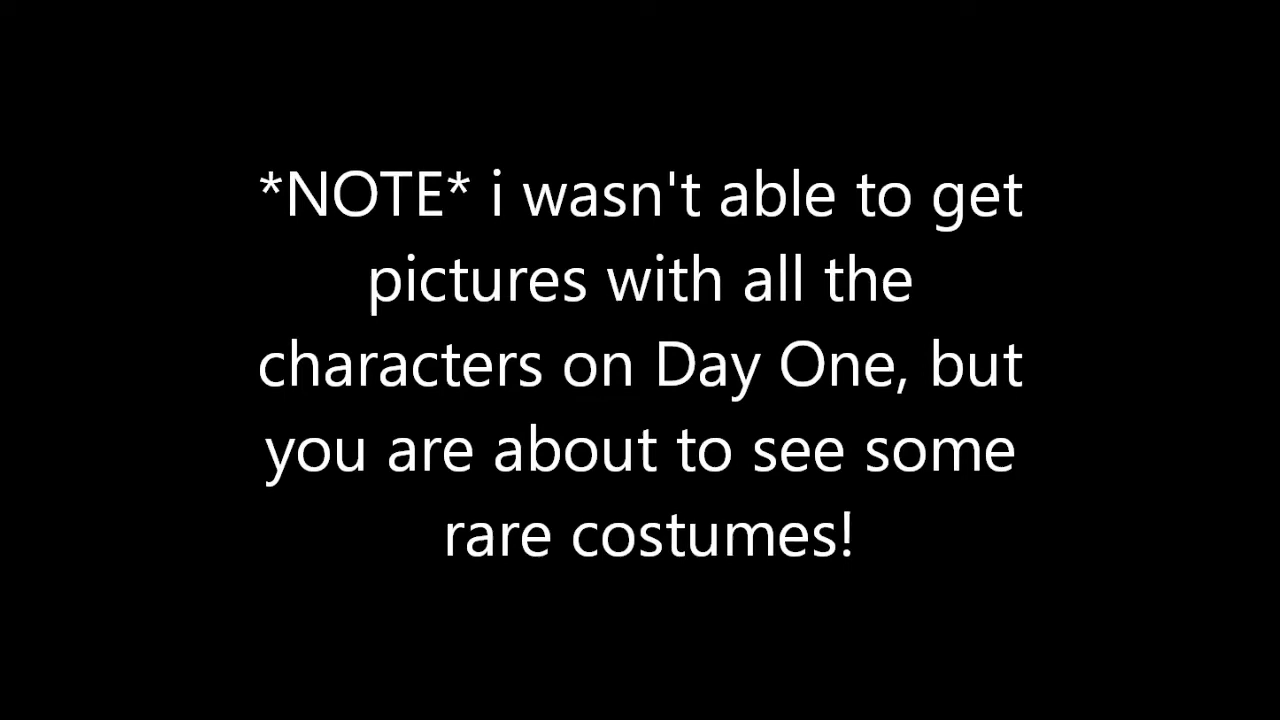 *NOTE* i wasn't able to get
pictures with all the
characters on Day One, but
you are about to see some
rare costumes!